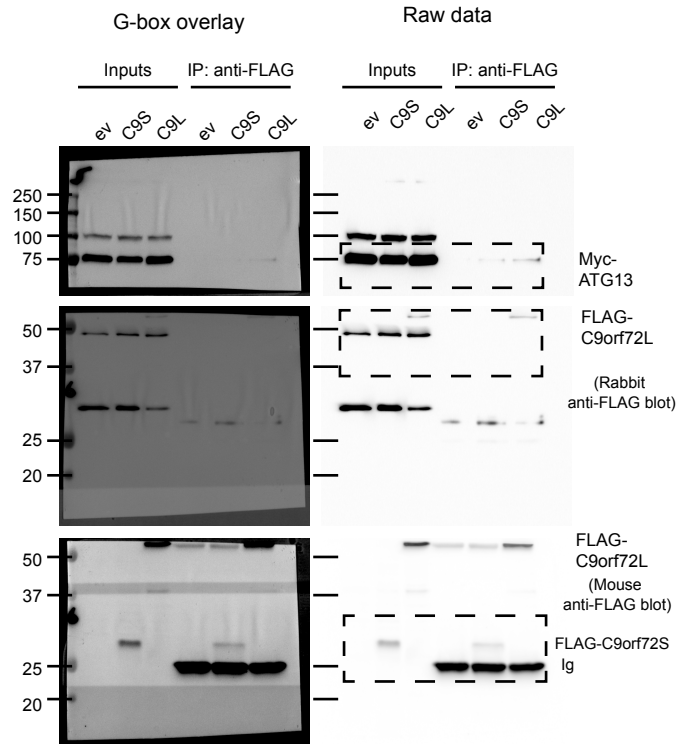 G-box overlay
Raw data
Inputs
IP: anti-FLAG
Inputs
IP: anti-FLAG
ev
C9S
C9L
ev
C9S
C9L
ev
C9S
C9L
ev
C9S
C9L
250
150
100
75
Myc-
ATG13
50
37
25
20
FLAG-
C9orf72L
(Rabbit
anti-FLAG blot)
50
37
25
20
FLAG-
C9orf72L
(Mouse
anti-FLAG blot)
FLAG-C9orf72S
Ig